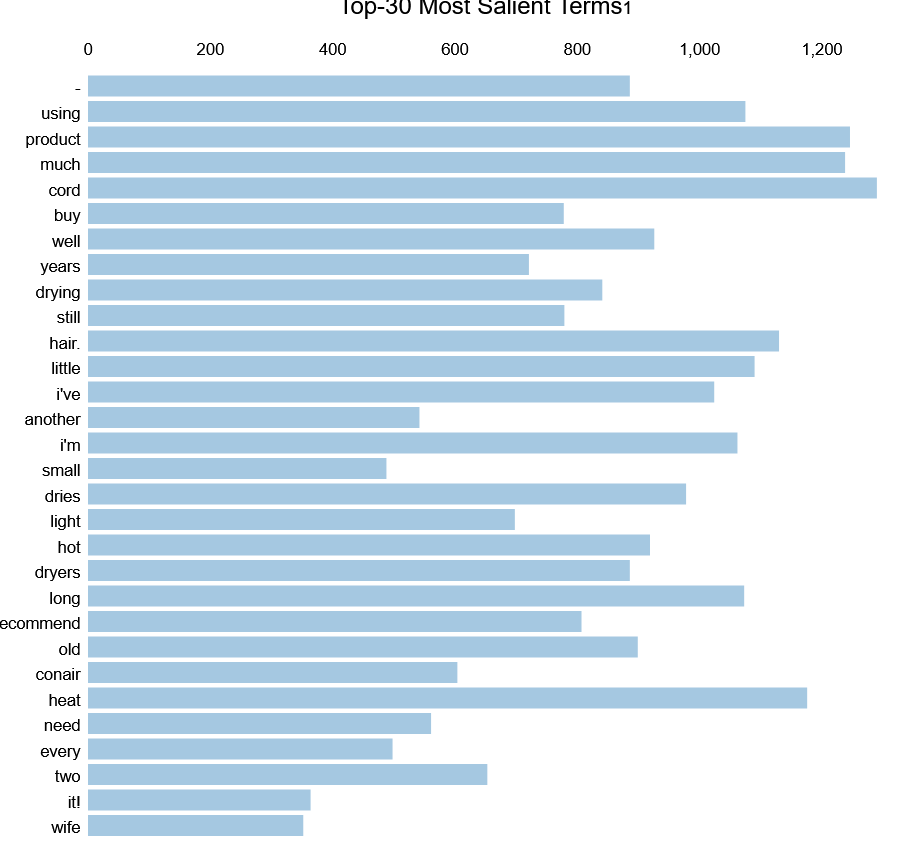 Top-30 Most Salient Terms1
0 200 400 600 800 1,000 1,200
-
using
product
much
cord
buy
well
years
drying
still
hair.
little
i've
another
i'm
small
dries
light
hot
dryers
long
ecommend
old
conair
heat
need
every
two
it!
wife